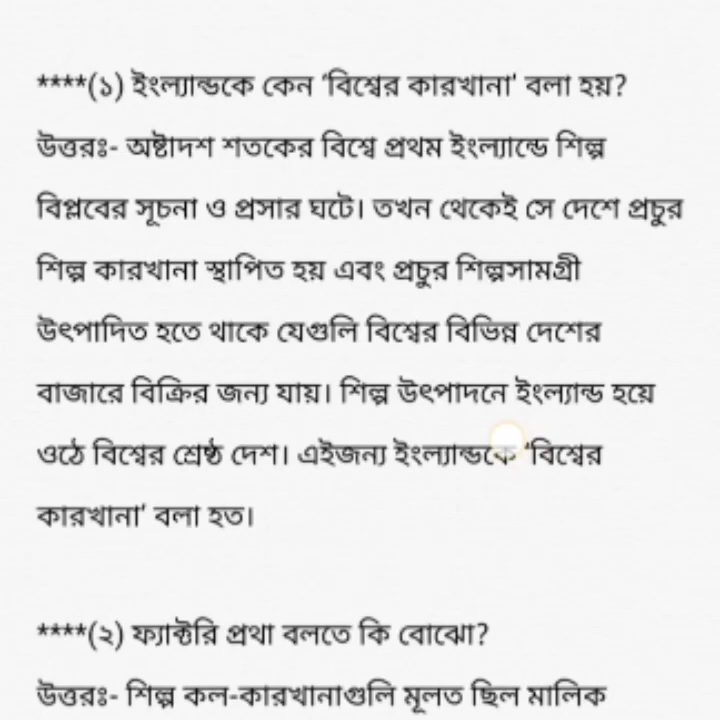 ****(১) ইংল্যান্ডকে কেন 'বিশ্বের কারখানা' বলা হয়?
উত্তরঃ- অষ্টাদশ শতকের বিশ্বে প্রথম ইংল্যান্ডে শিল্প
বিপ্লবের সূচনা ও প্রসার ঘটে। তখন থেকেই সে দেশে প্রচুর
শিল্প কারখানা স্থাপিত হয় এবং প্রচুর শিল্পসামগ্রী
উৎপাদিত হতে থাকে যেগুলি বিশ্বের বিভিন্ন দেশের
বাজারে বিক্রির জন্য যায়। শিল্প উৎপাদনে ইংল্যান্ড হয়ে
ওঠে বিশ্বের শ্রেষ্ঠ দেশ। এইজন্য ইংল্যান্ডকে 'বিশ্বের
কারখানা' বলা হত।
****(২) ফ্যাক্টরি প্রথা বলতে কি বোঝো?
উত্তরঃ- শিল্প কল-কারখানাগুলি মূলত ছিল মালিক